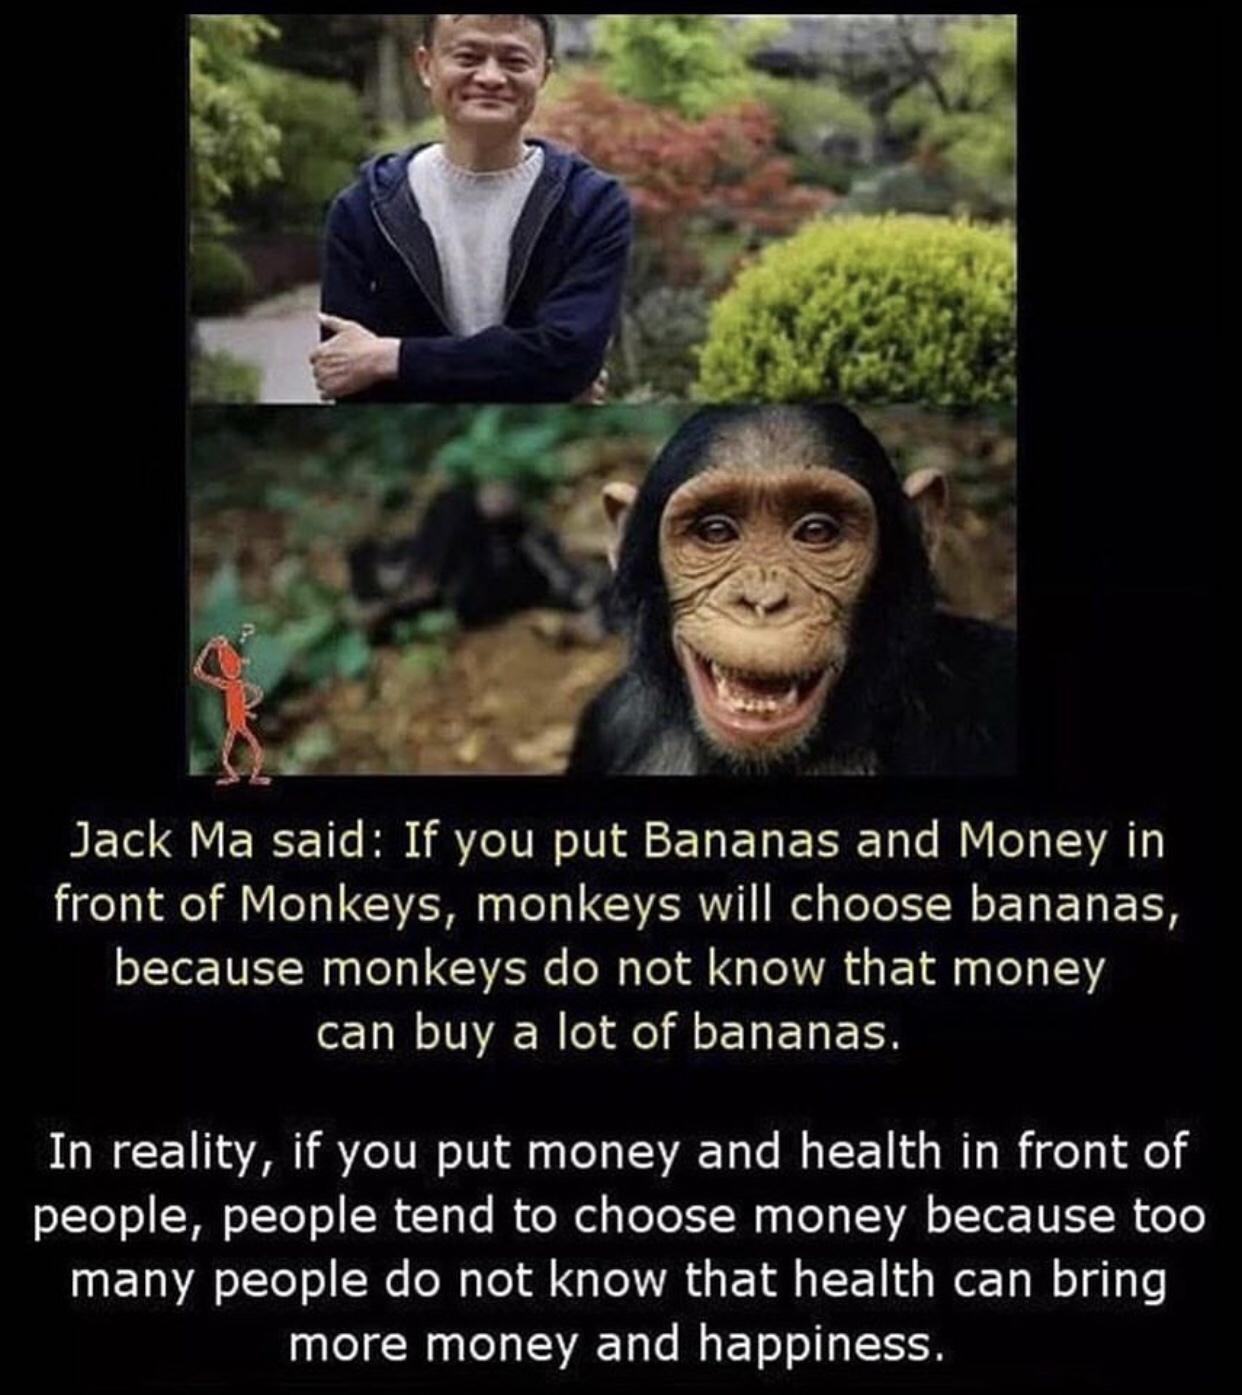 Jack Ma said: If you put Bananas and Money in
front of Monkeys, monkeys will choose bananas,
because monkeys do not know that money
can buy a lot of bananas.
In reality, if you put money and health in front of
people, people tend to choose money because too
many people do not know that health can bring
more money and happiness.